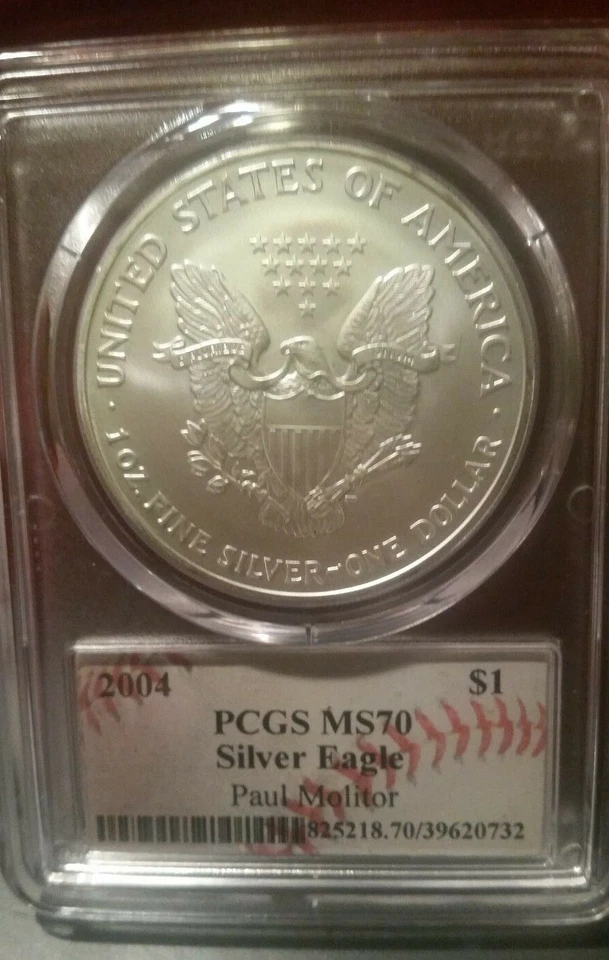 UNITED STATES OF AMERICA
· 1 OZ. FINE SILVER-ONE DOLLAR ·
2004 $1
PCGS MS70
Silver Eagle
Paul Molitor
825218.70/39620732